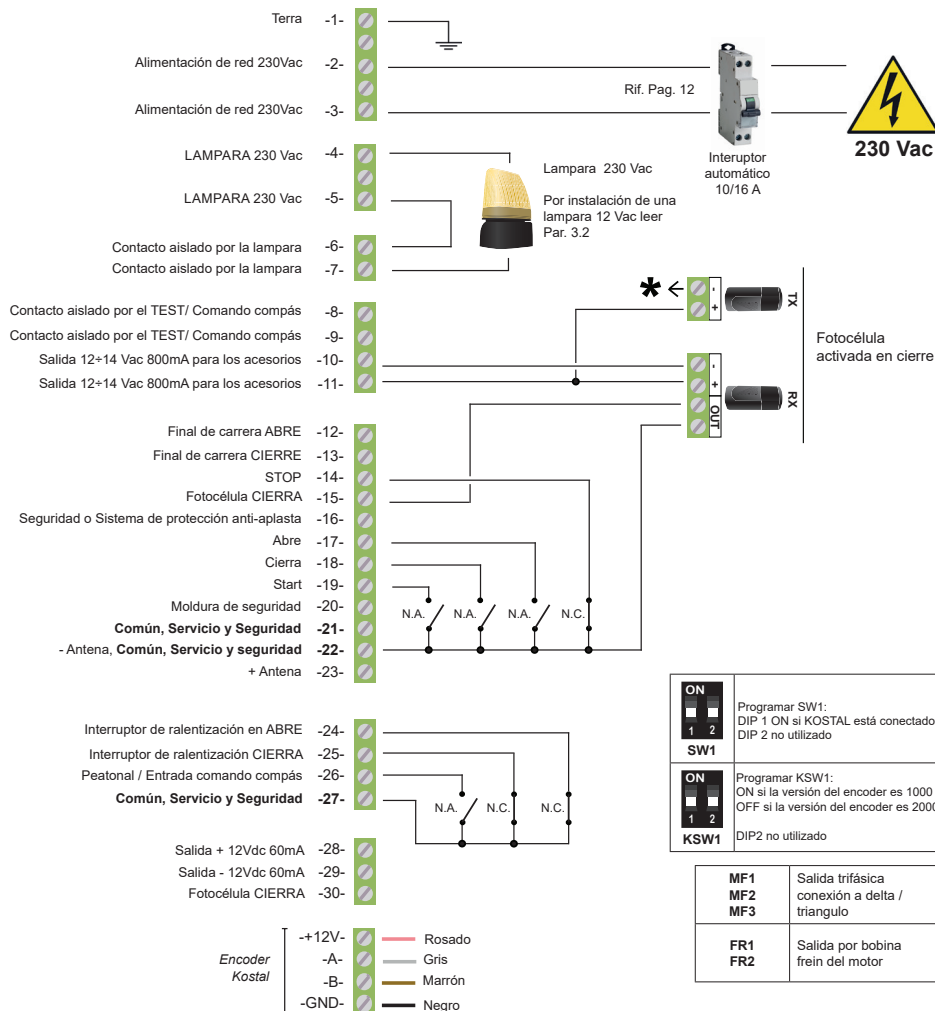 Terra -1-
Alimentación de red 230Vac -2-
Alimentación de red 230Vac -3-
Rif. Pag. 12
Interuptor
automático
10/16 A
230 Vac
LAMPARA 230 Vac -4-
LAMPARA 230 Vac -5-
Contacto aislado por la lampara -6-
Contacto aislado por la lampara -7-
Lampara 230 Vac
Por instalación de una
lampara 12 Vac leer
Par. 3.2
Contacto aislado por el TEST/ Comando compás -8-
Contacto aislado por el TEST/ Comando compás -9-
Salida 12÷14 Vac 800mA para los acesorios -10-
Salida 12÷14 Vac 800mA para los acesorios -11-
*
- +
TX
- +
OUT
RX
Fotocélula
activada en cierre
Final de carrera ABRE -12-
Final de carrera CIERRE -13-
STOP -14-
Fotocélula CIERRA -15-
Seguridad o Sistema de protección anti-aplasta -16-
Abre -17-
Cierra -18-
Start -19-
Moldura de seguridad -20-
Común, Servicio y Seguridad -21-
- Antena, Común, Servicio y seguridad -22-
+ Antena -23-
N.A. N.A. N.A. N.C.
Interruptor de ralentización en ABRE -24-
Interruptor de ralentización CIERRA -25-
Peatonal / Entrada comando compás -26-
Común, Servicio y Seguridad -27-
N.A. N.C. N.C.
Salida + 12Vdc 60mA -28-
Salida - 12Vdc 60mA -29-
Fotocélula CIERRA -30-
Encoder
Kostal
-+12V- Rosado
-A- Gris
-B- Marrón
-GND- Negro
ON
1 2
SW1
Programar SW1:
DIP 1 ON si KOSTAL está conectado
DIP 2 no utilizado
ON
1 2
KSW1
Programar KSW1:
ON si la versión del encoder es 1000
OFF si la versión del encoder es 2000
DIP2 no utilizado
MF1
MF2
MF3
Salida trifásica
conexión a delta /
triangulo
FR1
FR2
Salida por bobina
frein del motor